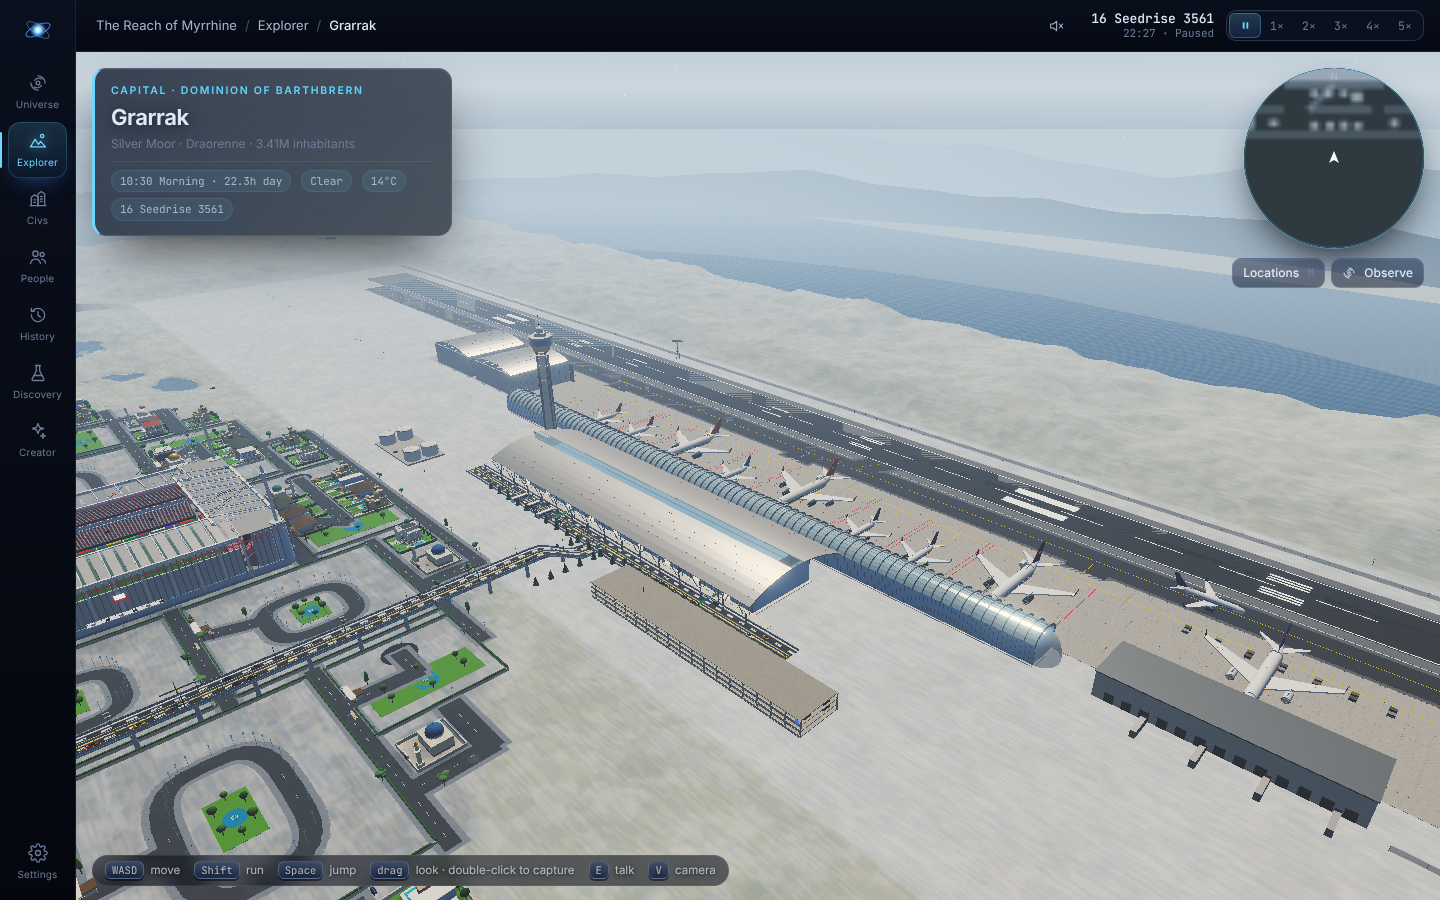 The Reach of Myrrhine / Explorer / Grarrak
16 Seedrise 3561
22:27 · Paused
1×
2×
3×
4×
5×
Universe
Explorer
Civs
People
History
Discovery
Creator
Settings
CAPITAL · DOMINION OF BARTHBRERN
Grarrak
Silver Moor · Draorenne · 3.41M inhabitants
10:30 Morning · 22.3h day
Clear
14°C
16 Seedrise 3561
N
Locations M
Observe
WASD move
Shift run
Space jump
drag look · double-click to capture
E talk
V camera